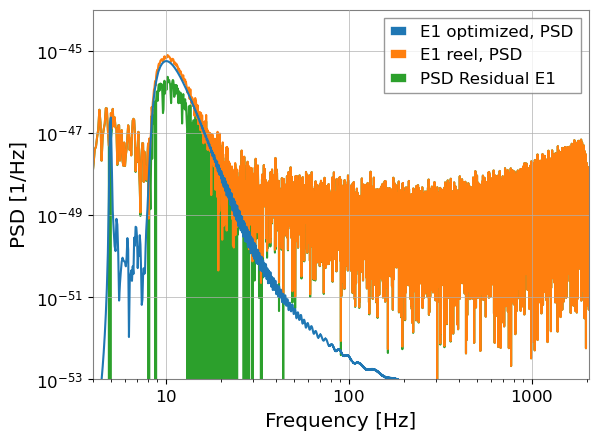 E1 optimized, PSD
E1 reel, PSD
PSD Residual E1
PSD [1/Hz]
10⁻⁴⁵
10⁻⁴⁷
10⁻⁴⁹
10⁻⁵¹
10⁻⁵³
10 100 1000
Frequency [Hz]